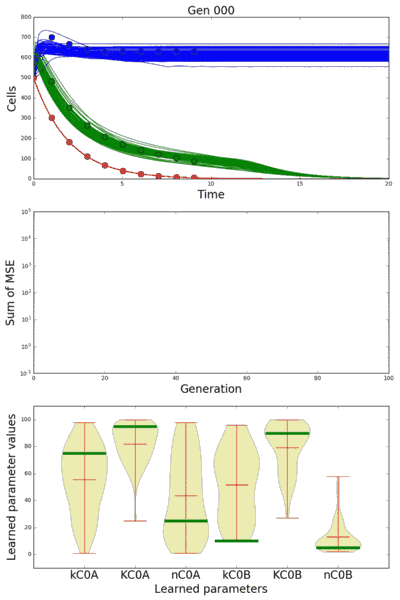 Gen 000
800
700
600
500
400
300
200
100
0
Cells
0 5 10 15 20
Time
10^5
10^4
10^3
10^2
10^1
10^0
10^-1
Sum of MSE
0 20 40 60 80 100
Generation
100
80
60
40
20
0
Learned parameter values
kC0A KC0A nC0A kC0B KC0B nC0B
Learned parameters